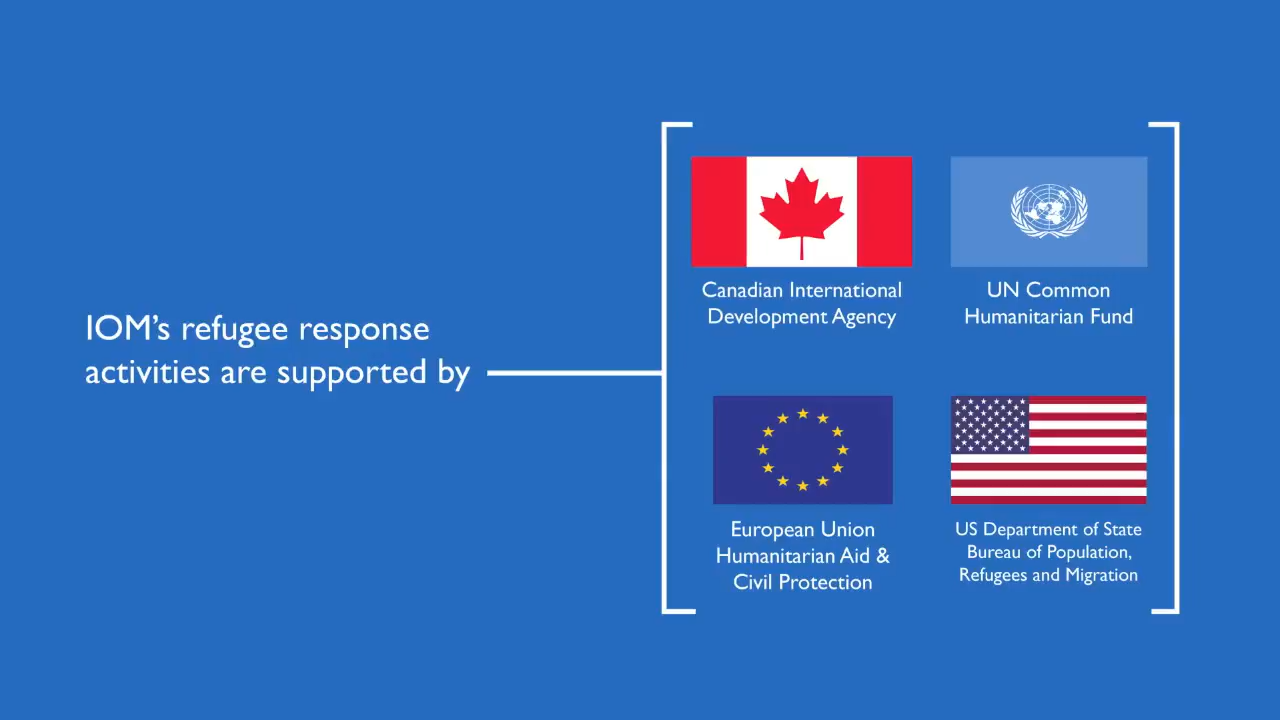 IOM’s refugee response
activities are supported by
Canadian International
Development Agency
UN Common
Humanitarian Fund
European Union
Humanitarian Aid &
Civil Protection
US Department of State
Bureau of Population,
Refugees and Migration